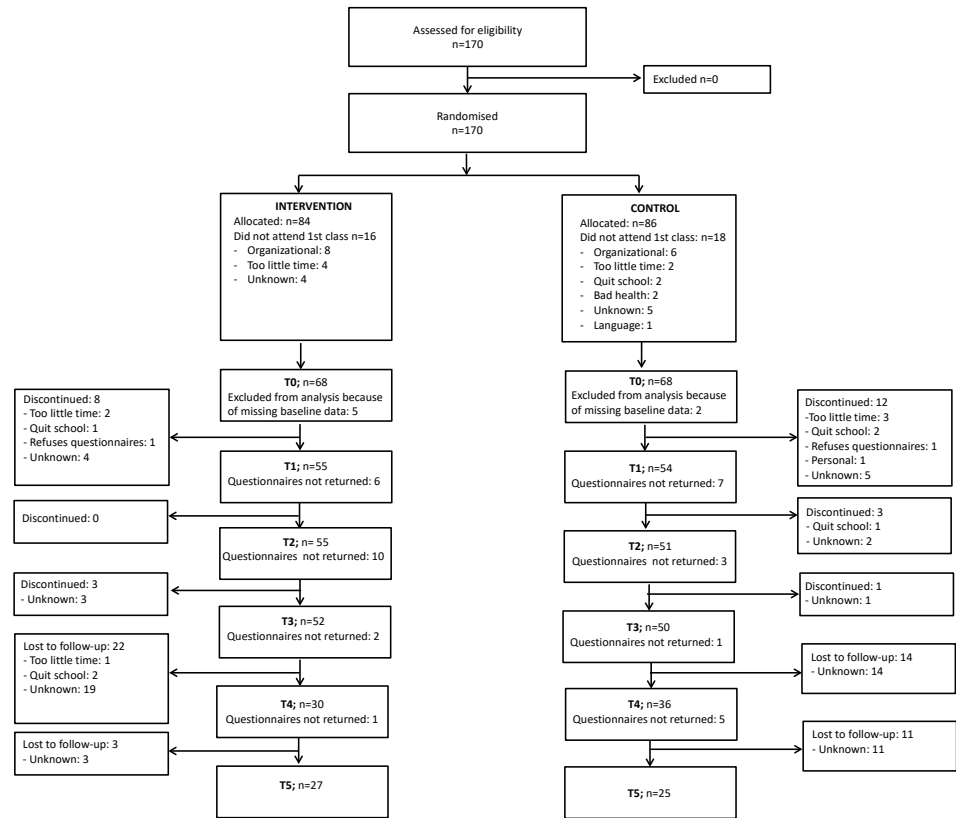 Assessed for eligibility
n=170
Excluded n=0
Randomised
n=170
INTERVENTION
Allocated: n=84
Did not attend 1st class n=16
- Organizational: 8
- Too little time: 4
- Unknown: 4
CONTROL
Allocated: n=86
Did not attend 1st class: n=18
- Organizational: 6
- Too little time: 2
- Quit school: 2
- Bad health: 2
- Unknown: 5
- Language: 1
T0; n=68
Excluded from analysis because
of missing baseline data: 5
T0; n=68
Excluded from analysis because
of missing baseline data: 2
Discontinued: 8
- Too little time: 2
- Quit school: 1
- Refuses questionnaires: 1
- Unknown: 4
Discontinued: 12
-Too little time: 3
- Quit school: 2
- Refuses questionnaires: 1
- Personal: 1
- Unknown: 5
T1; n=55
Questionnaires not returned: 6
T1; n=54
Questionnaires not returned: 7
Discontinued: 0
Discontinued: 3
- Quit school: 1
- Unknown: 2
T2; n= 55
Questionnaires not returned: 10
T2; n=51
Questionnaires not returned: 3
Discontinued: 3
- Unknown: 3
Discontinued: 1
- Unknown: 1
T3; n=52
Questionnaires not returned: 2
T3; n=50
Questionnaires not returned: 1
Lost to follow-up: 22
- Too little time: 1
- Quit school: 2
- Unknown: 19
Lost to follow-up: 14
- Unknown: 14
T4; n=30
Questionnaires not returned: 1
T4; n=36
Questionnaires not returned: 5
Lost to follow-up: 3
- Unknown: 3
Lost to follow-up: 11
- Unknown: 11
T5; n=27
T5; n=25